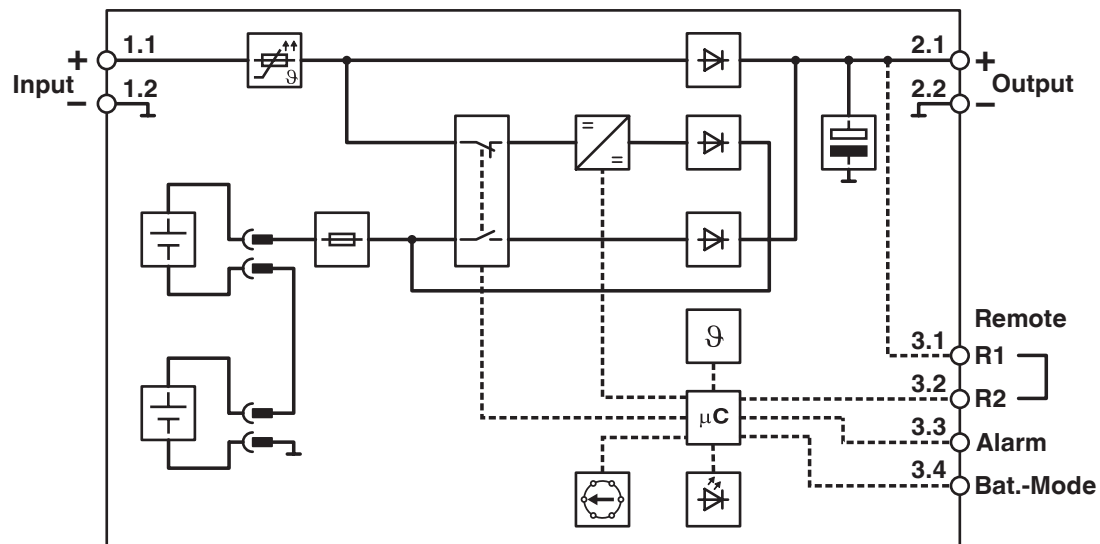 + 1.1
Input
− 1.2
2.1 +
Output
2.2 −
ϑ
=
=
ϑ
µC
Remote
3.1 R1
3.2 R2
3.3 Alarm
3.4 Bat.-Mode